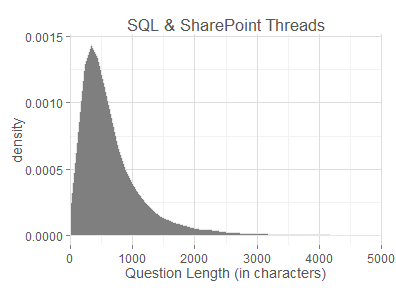 SQL & SharePoint Threads
0.0015
0.0010
0.0005
0.0000
density
0 1000 2000 3000 4000 5000
Question Length (in characters)